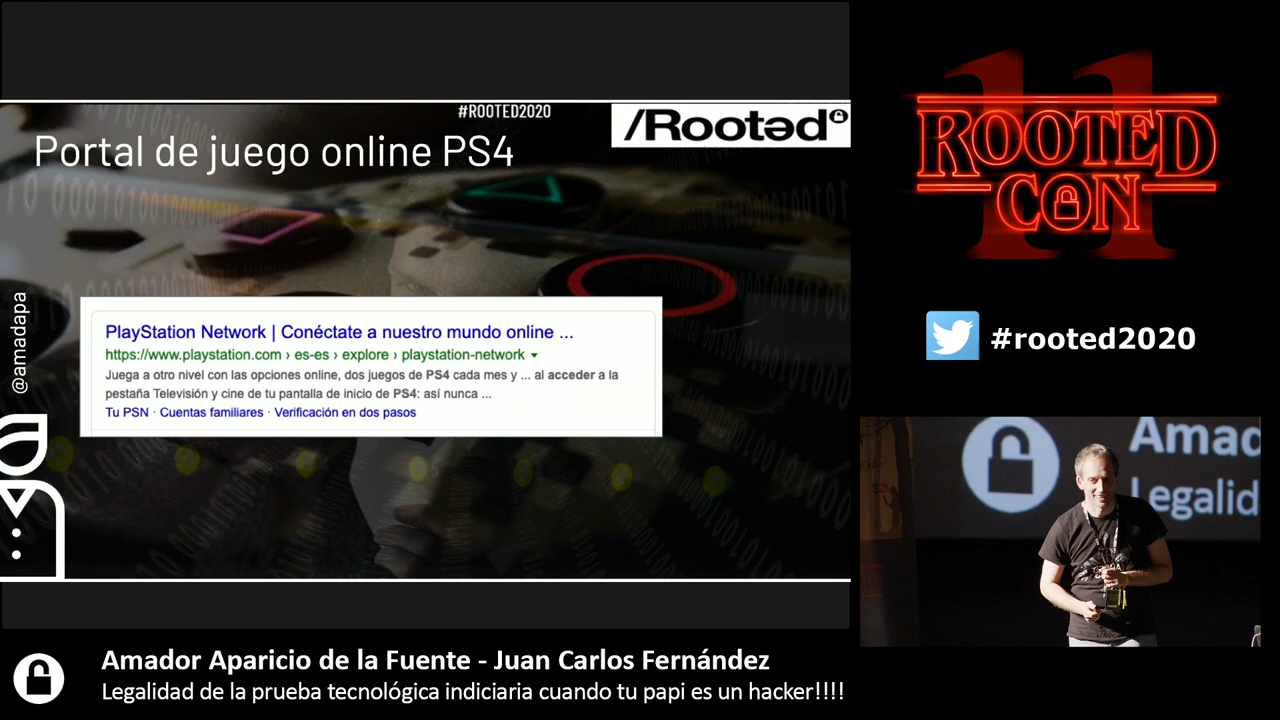 #ROOTED2020
/Rootəd
Portal de juego online PS4
@amadapa
PlayStation Network | Conéctate a nuestro mundo online ...
https://www.playstation.com › es-es › explore › playstation-network
Juega a otro nivel con las opciones online, dos juegos de PS4 cada mes y ... al acceder a la
pestaña Televisión y cine de tu pantalla de inicio de PS4: así nunca ...
Tu PSN · Cuentas familiares · Verificación en dos pasos
11
ROOTED
CON
#rooted2020
Amad
Legalid
Amador Aparicio de la Fuente - Juan Carlos Fernández
Legalidad de la prueba tecnológica indiciaria cuando tu papi es un hacker!!!!